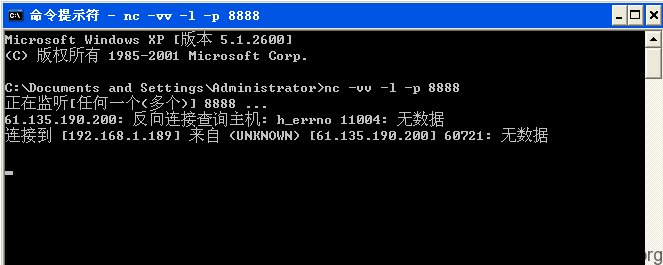 命令提示符 - nc -vv -l -p 8888
Microsoft Windows XP [版本 5.1.2600]
(C) 版权所有 1985-2001 Microsoft Corp.
C:\Documents and Settings\Administrator>nc -vv -l -p 8888
正在监听[任何一个(多个)] 8888 ...
61.135.190.200: 反向连接查询主机: h_errno 11004: 无数据
连接到 [192.168.1.189] 来自 (UNKNOWN) [61.135.190.200] 60721: 无数据
org